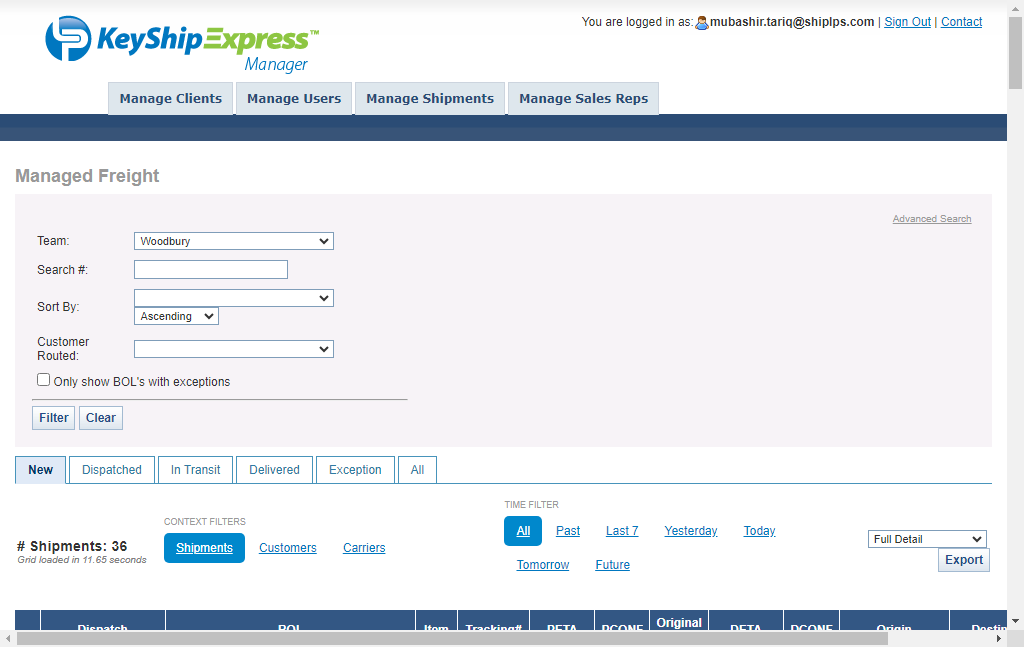 KeyShipExpress™
Manager
You are logged in as: mubashir.tariq@shiplps.com | Sign Out | Contact
Manage Clients Manage Users Manage Shipments Manage Sales Reps
Managed Freight
Advanced Search
Team: Woodbury
Search #:
Sort By:
Ascending
Customer
Routed:
Only show BOL's with exceptions
Filter Clear
New Dispatched In Transit Delivered Exception All
# Shipments: 36
Grid loaded in 11.65 seconds
CONTEXT FILTERS
Shipments Customers Carriers
TIME FILTER
All Past Last 7 Yesterday Today
Tomorrow Future
Full Detail
Export
Dispatch BOL Item Tracking# PETA PCONF Original DETA DCONF Origin Destin